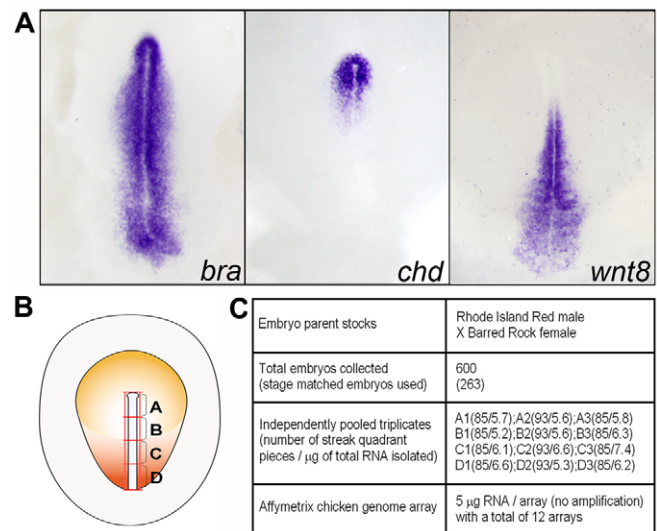 A
bra
chd
wnt8
B
A
B
C
D
C
Embryo parent stocks
Rhode Island Red male
X Barred Rock female
Total embryos collected
(stage matched embryos used)
600
(263)
Independently pooled triplicates
(number of streak quadrant
pieces / µg of total RNA isolated)
A1(85/5.7);A2(93/5.6);A3(85/5.8)
B1(85/5.2);B2(93/5.6);B3(85/6.3)
C1(85/6.1);C2(93/6.6);C3(85/7.4)
D1(85/6.6);D2(93/5.3);D3(85/6.2)
Affymetrix chicken genome array
5 µg RNA / array (no amplification)
with a total of 12 arrays